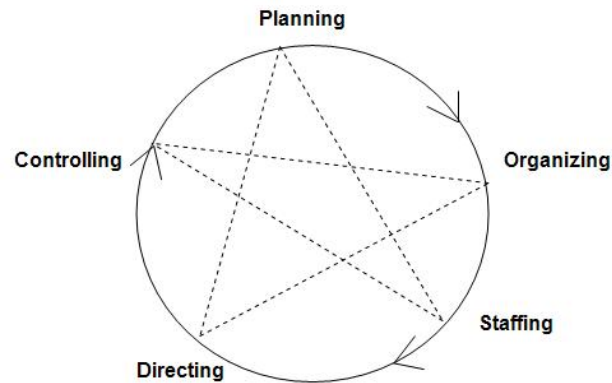 Planning
Organizing
Controlling
Staffing
Directing